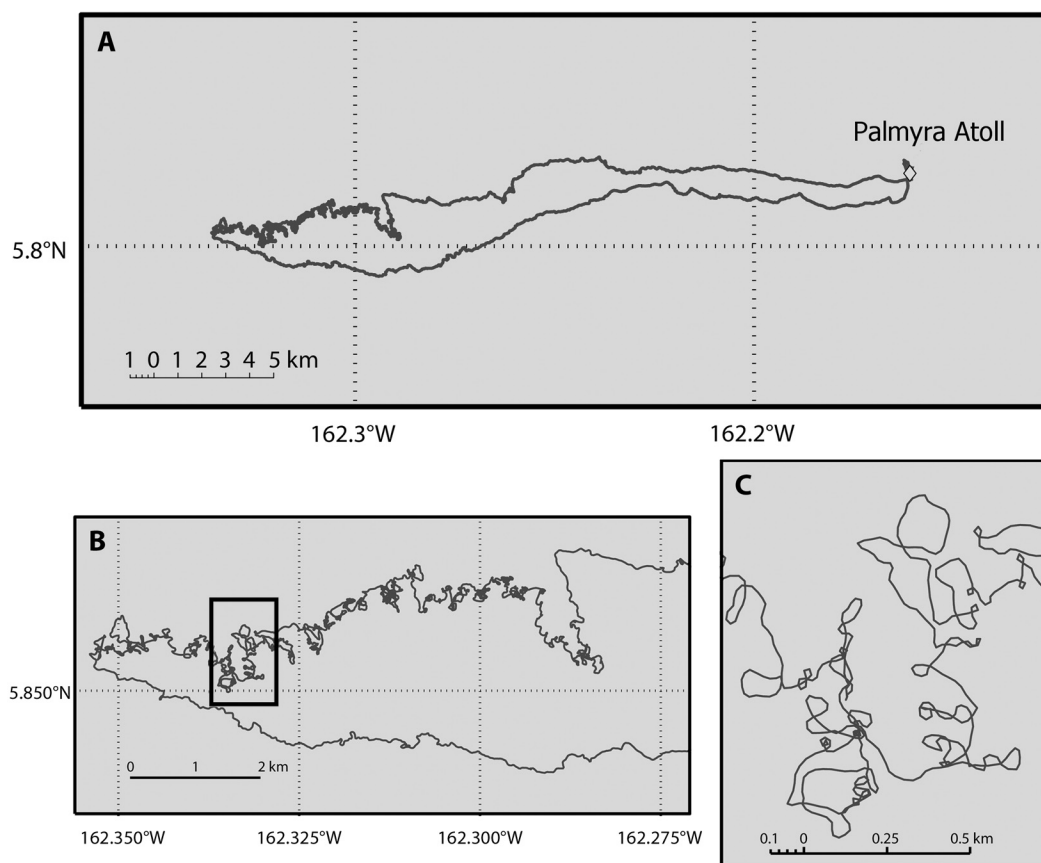 A
Palmyra Atoll
5.8°N
1 0 1 2 3 4 5 km
162.3°W 162.2°W
B
5.850°N
0 1 2 km
162.350°W 162.325°W 162.300°W 162.275°W
C
0.1 0 0.25 0.5 km